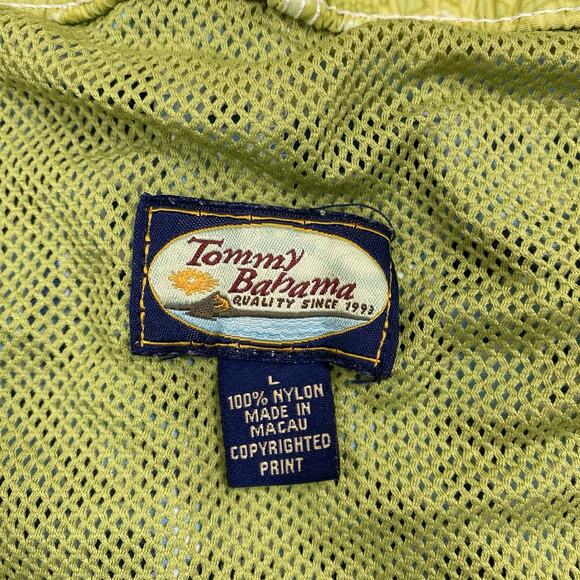 Tommy
Bahama
QUALITY SINCE 1993
L
100% NYLON
MADE IN
MACAU
COPYRIGHTED
PRINT